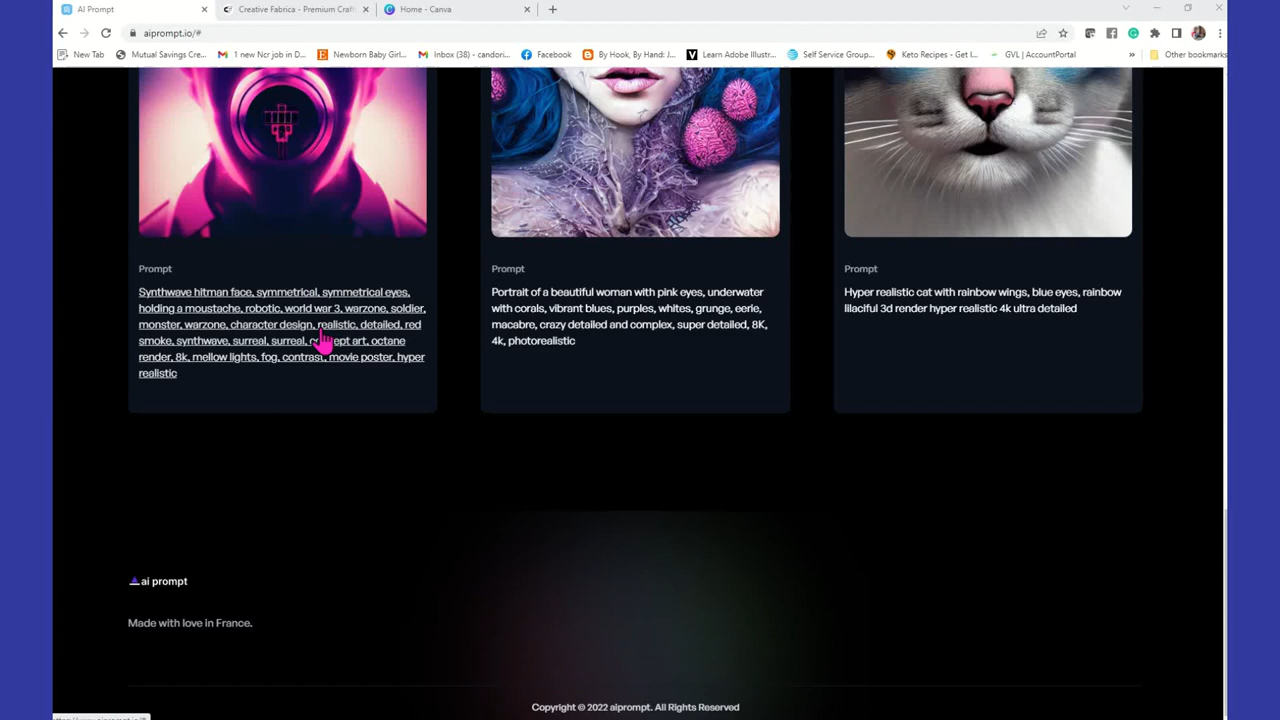 AI Prompt
Creative Fabrica - Premium Craft
Home - Canva
aiprompt.io/#
New Tab
Mutual Savings Cre...
1 new Ncr job in D...
Newborn Baby Girl...
Inbox (38) - candori...
Facebook
By Hook, By Hand: J...
Learn Adobe Illustr...
Self Service Group...
Keto Recipes - Get I...
GVL | AccountPortal
Other bookmarks
Prompt
Synthwave hitman face, symmetrical, symmetrical eyes,
holding a moustache, robotic, world war 3, warzone, soldier,
monster, warzone, character design, realistic, detailed, red
smoke, synthwave, surreal, surreal, concept art, octane
render, 8k, mellow lights, fog, contrast, movie poster, hyper
realistic
Prompt
Portrait of a beautiful woman with pink eyes, underwater
with corals, vibrant blues, purples, whites, grunge, eerie,
macabre, crazy detailed and complex, super detailed, 8K,
4k, photorealistic
Prompt
Hyper realistic cat with rainbow wings, blue eyes, rainbow
lilaciful 3d render hyper realistic 4k ultra detailed
ai prompt
Made with love in France.
Copyright © 2022 aiprompt. All Rights Reserved